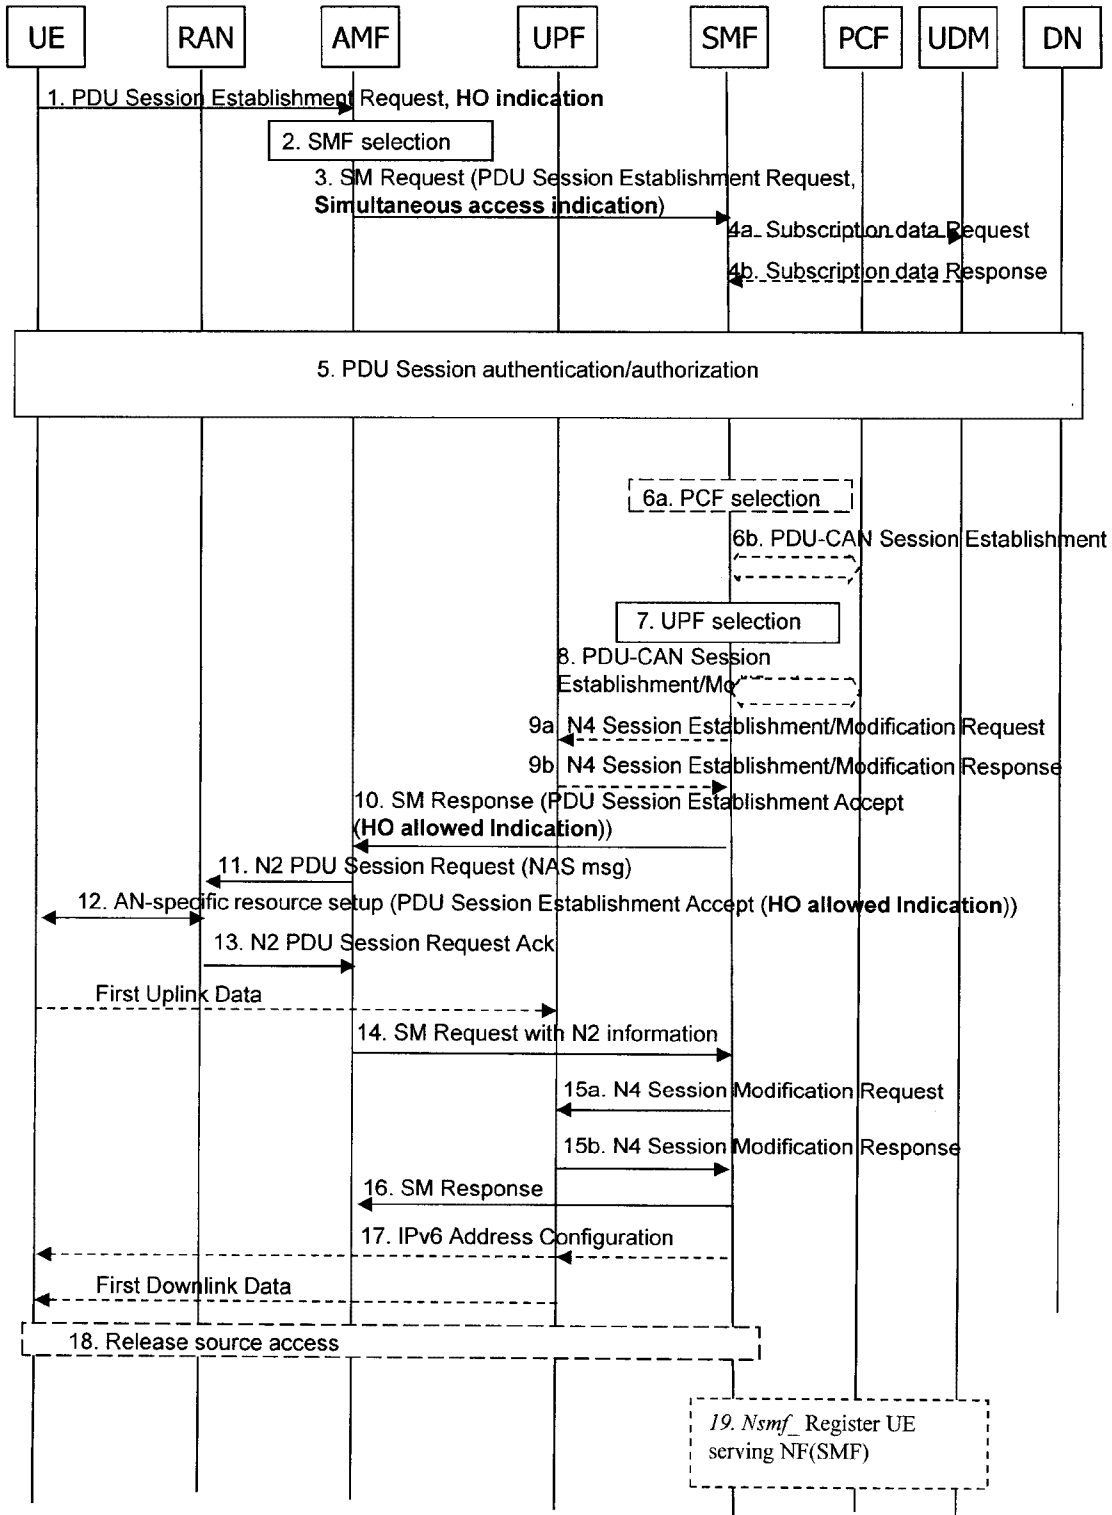 UE RAN AMF UPF SMF PCF UDM DN
1. PDU Session Establishment Request, HO indication
2. SMF selection
3. SM Request (PDU Session Establishment Request,
Simultaneous access indication)
4a. Subscription data Request
4b. Subscription data Response
5. PDU Session authentication/authorization
6a. PCF selection
6b. PDU-CAN Session Establishment
7. UPF selection
8. PDU-CAN Session
9a. N4 Session Establishment/Modification Request
9b. N4 Session Establishment/Modification Response
10. SM Response (PDU Session Establishment Accept
(HO allowed Indication))
11. N2 PDU Session Request (NAS msg)
12. AN-specific resource setup (PDU Session Establishment Accept (HO allowed Indication))
13. N2 PDU Session Request Ack
First Uplink Data
14. SM Request with N2 information
15a. N4 Session Modification Request
15b. N4 Session Modification Response
16. SM Response
17. IPv6 Address Configuration
First Downlink Data
18. Release source access
19. Nsmf_ Register UE
serving NF(SMF)